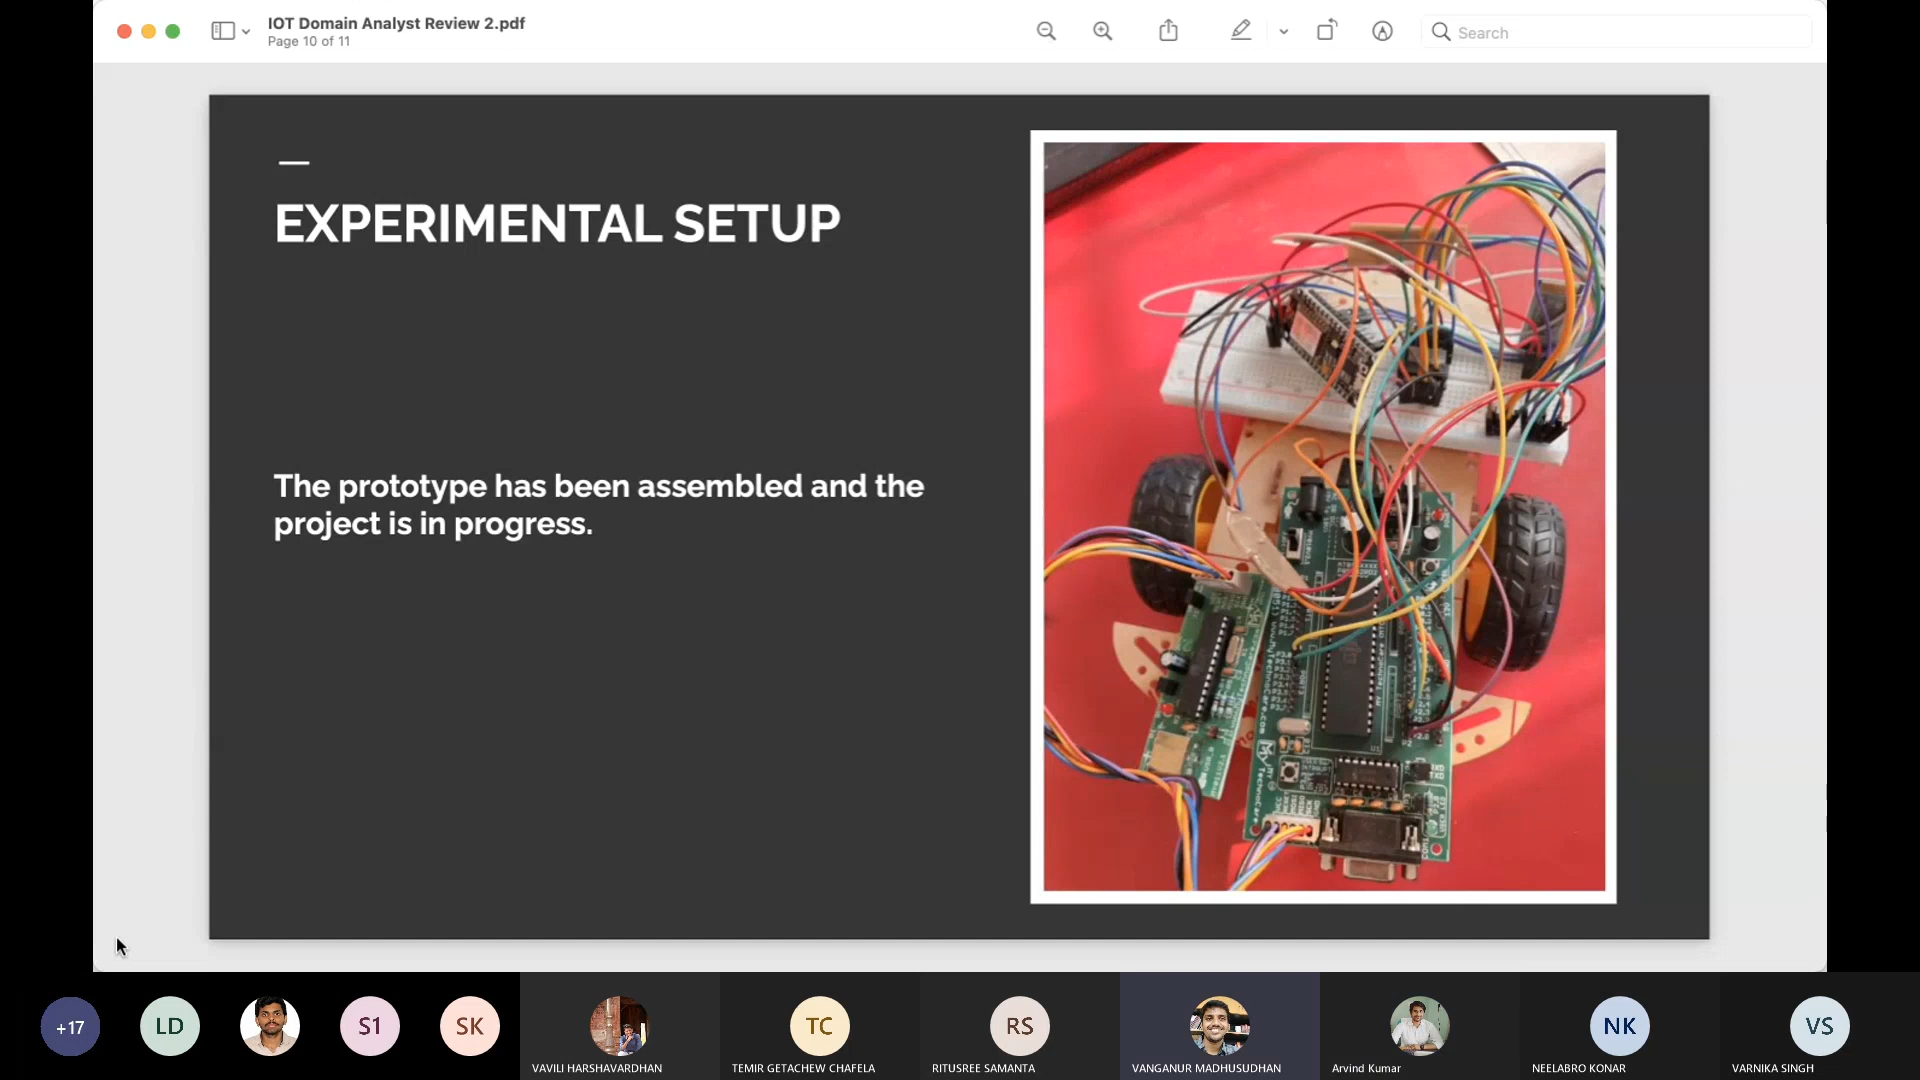 IOT Domain Analyst Review 2.pdf
Page 10 of 11
Search
EXPERIMENTAL SETUP
The prototype has been assembled and the
project is in progress.
+17
LD
S1
SK
TC
RS
NK
VS
VAVILI HARSHAVARDHAN
TEMIR GETACHEW CHAFELA
RITUSREE SAMANTA
VANGANUR MADHUSUDHAN
Arvind Kumar
NEELABRO KONAR
VARNIKA SINGH